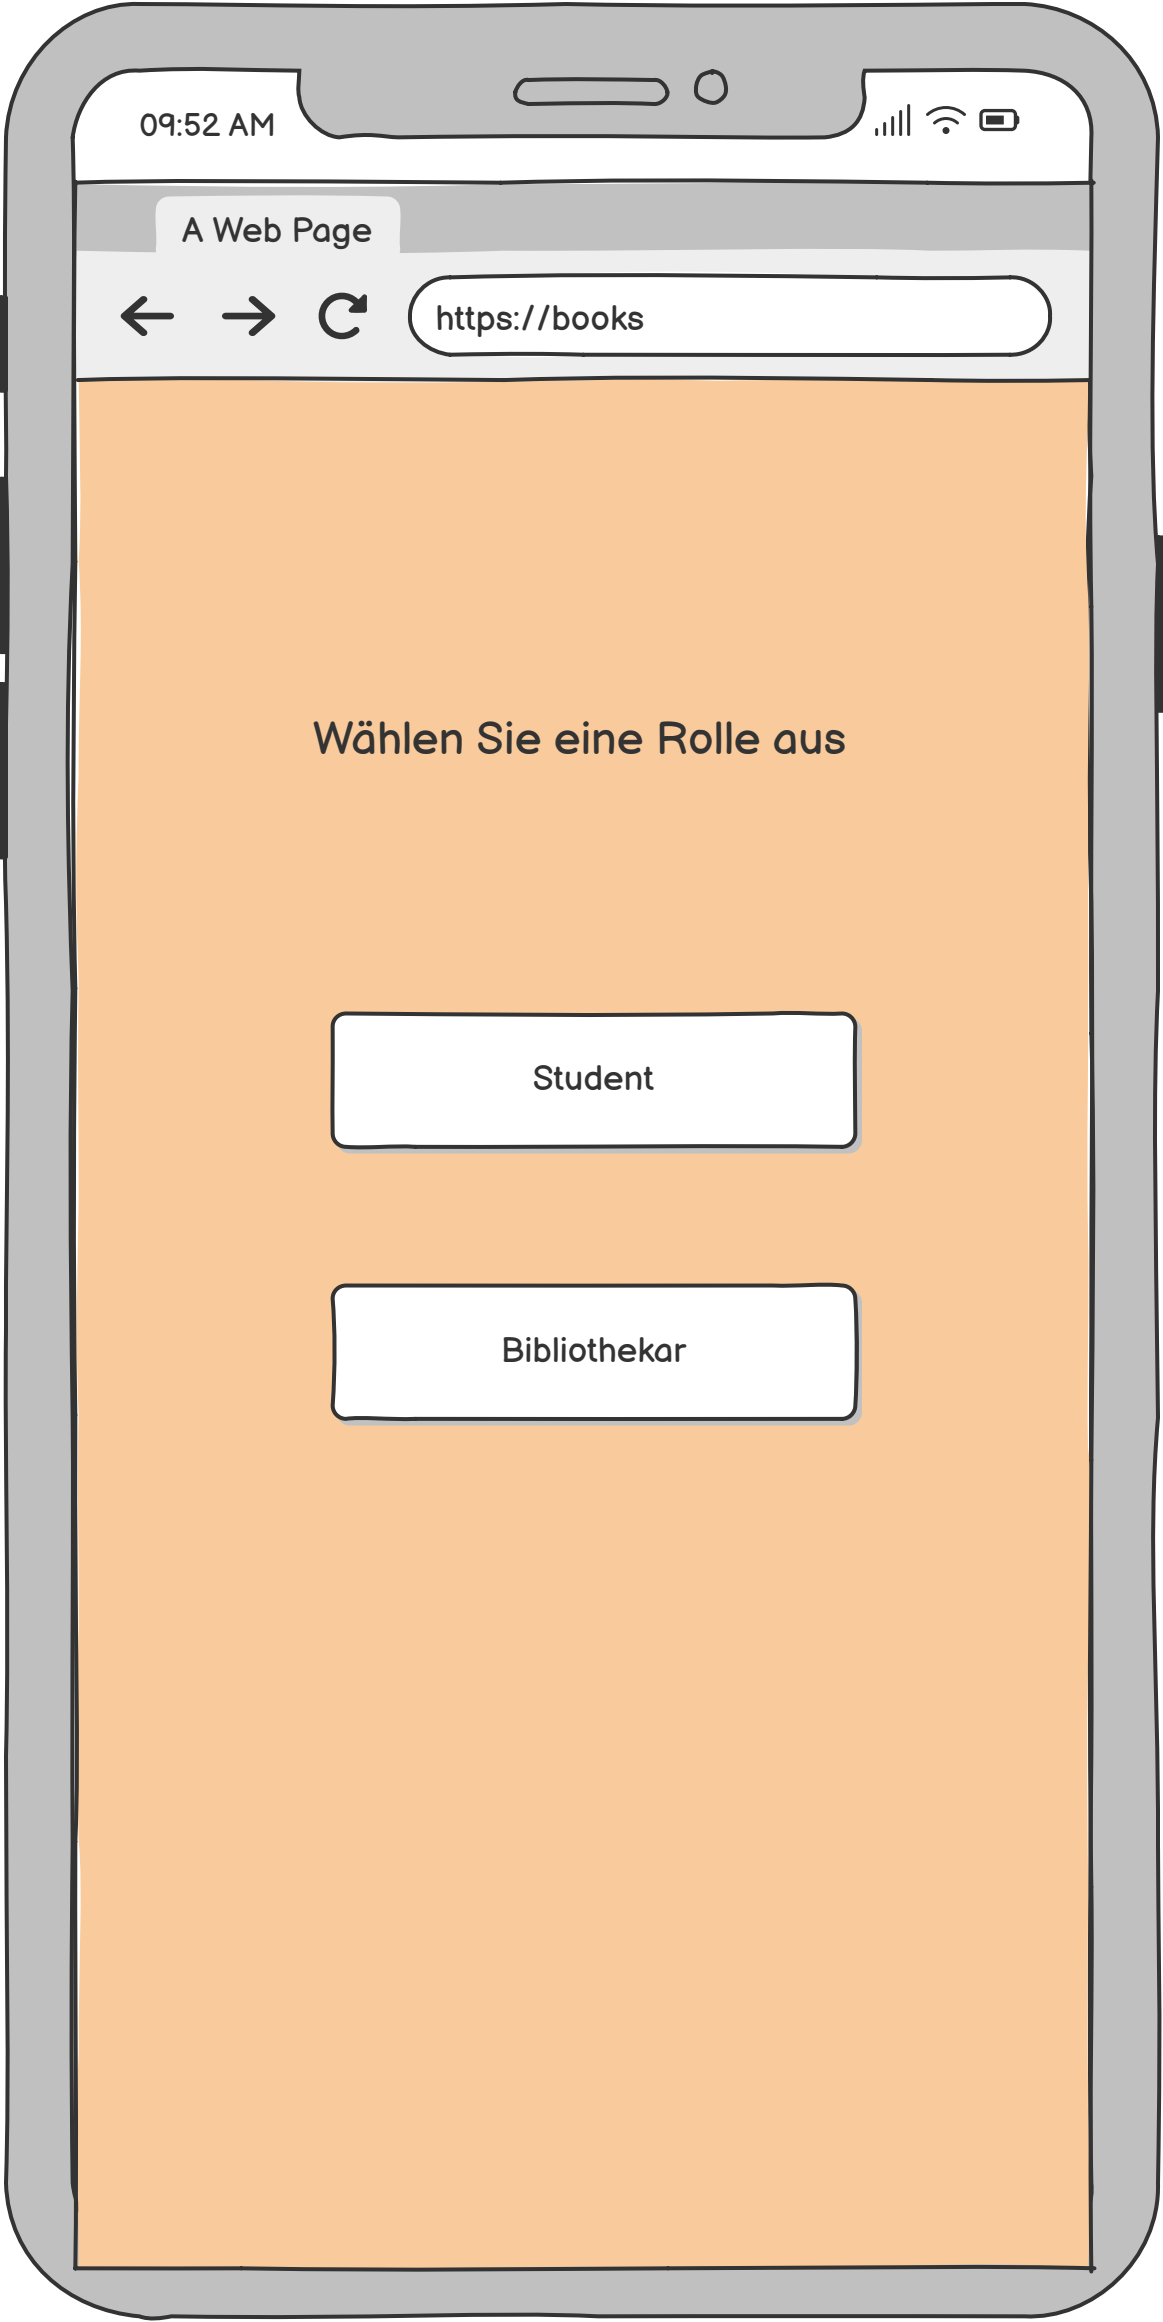 09:52 AM
A Web Page
https://books
Wählen Sie eine Rolle aus
Student
Bibliothekar